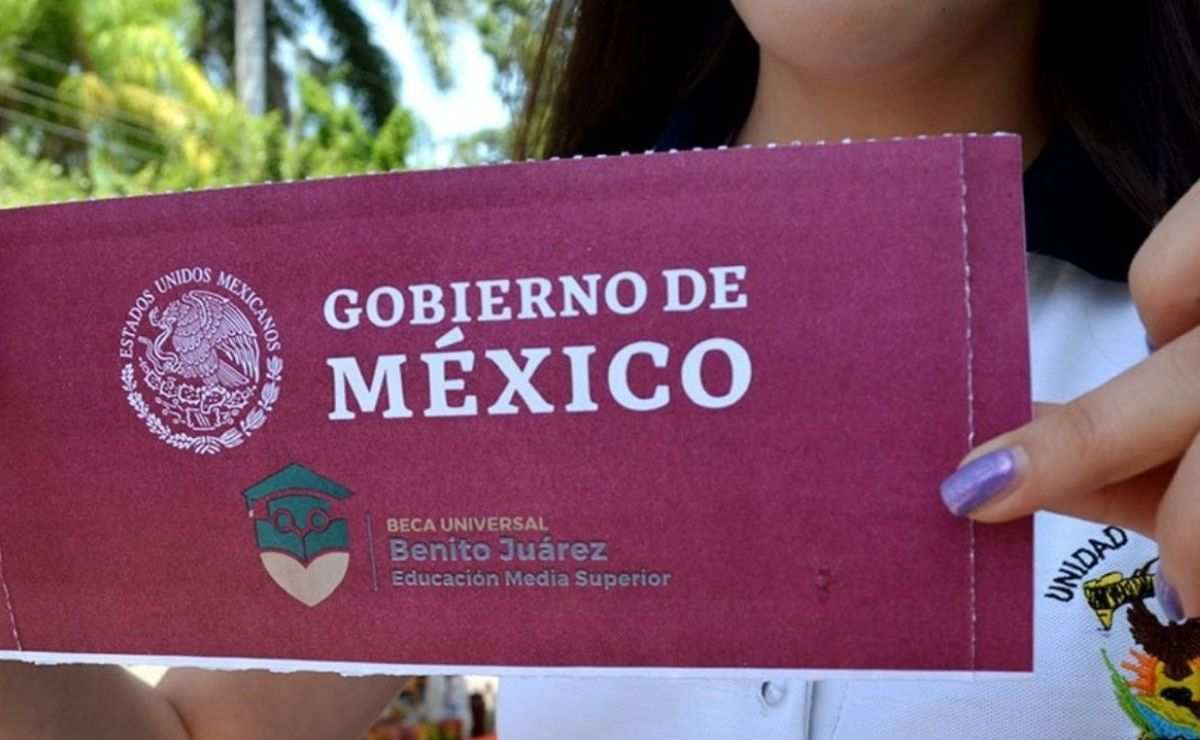 ESTADOS UNIDOS MEXICANOS
GOBIERNO DE
MÉXICO
BECA UNIVERSAL
Benito Juárez
Educación Media Superior
UNIDAD